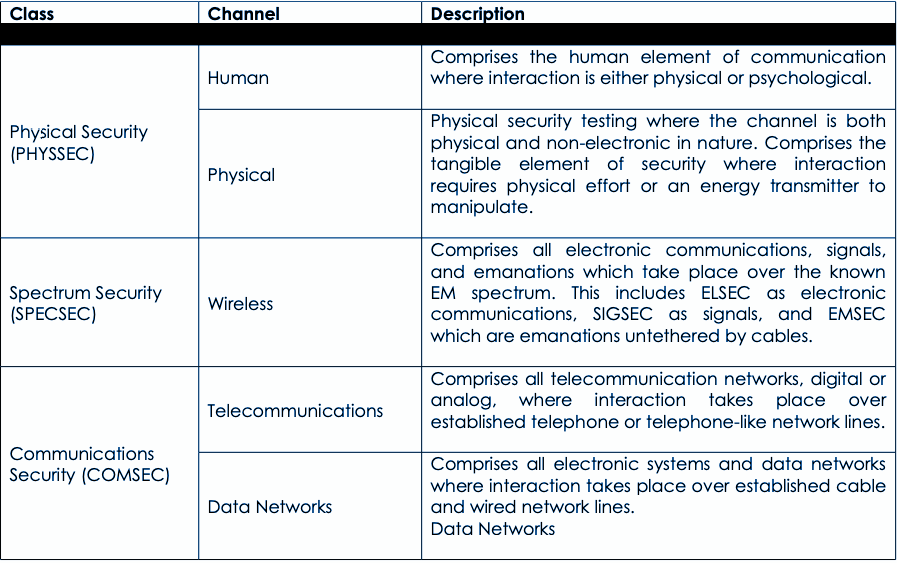 Class Channel Description
Physical Security
(PHYSSEC)
Human
Comprises the human element of communication
where interaction is either physical or psychological.
Physical
Physical security testing where the channel is both
physical and non-electronic in nature. Comprises the
tangible element of security where interaction
requires physical effort or an energy transmitter to
manipulate.
Spectrum Security
(SPECSEC)
Wireless
Comprises all electronic communications, signals,
and emanations which take place over the known
EM spectrum. This includes ELSEC as electronic
communications, SIGSEC as signals, and EMSEC
which are emanations untethered by cables.
Communications
Security (COMSEC)
Telecommunications
Comprises all telecommunication networks, digital or
analog, where interaction takes place over
established telephone or telephone-like network lines.
Data Networks
Comprises all electronic systems and data networks
where interaction takes place over established cable
and wired network lines.
Data Networks